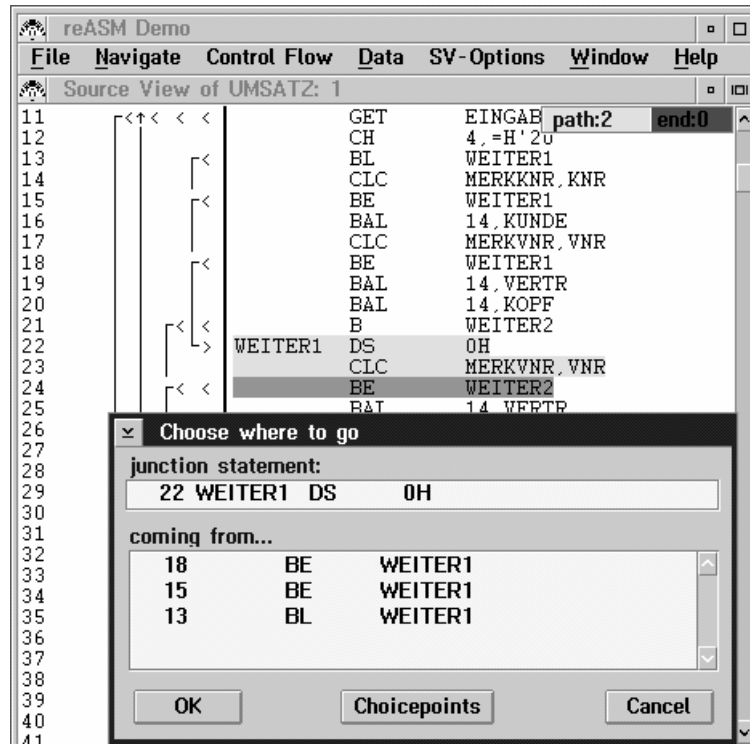 reASM Demo
File Navigate Control Flow Data SV-Options Window Help
Source View of UMSATZ: 1
path:2 end:0
11 GET EINGAB
12 CH 4,=H'20
13 BL WEITER1
14 CLC MERKKNR,KNR
15 BE WEITER1
16 BAL 14,KUNDE
17 CLC MERKVNR,VNR
18 BE WEITER1
19 BAL 14,VERTR
20 BAL 14,KOPF
21 B WEITER2
22 WEITER1 DS 0H
23 CLC MERKVNR,VNR
24 BE WEITER2
25 BAL 14,VERTR
26
27
28
29
30
31
32
33
34
35
36
37
38
39
40
41
Choose where to go
junction statement:
22 WEITER1 DS 0H
coming from...
18 BE WEITER1
15 BE WEITER1
13 BL WEITER1
OK Choicepoints Cancel